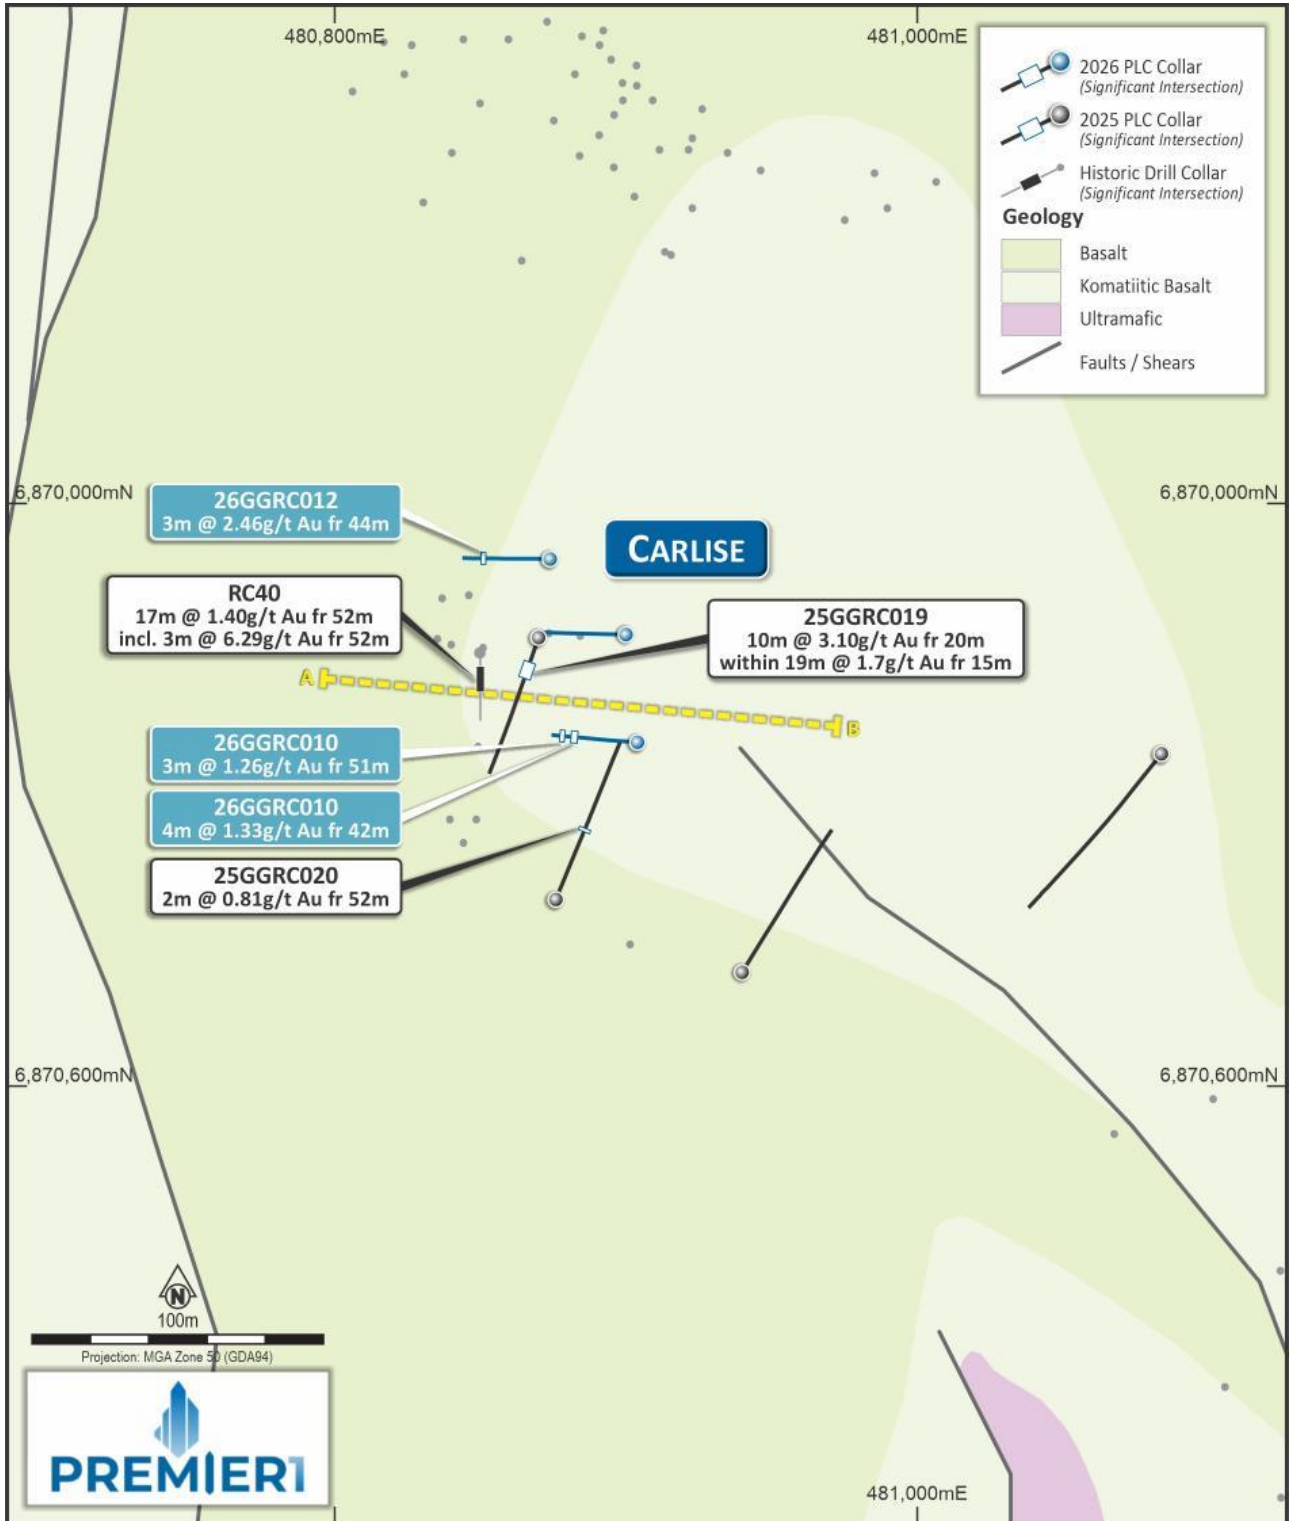 480,800mE
481,000mE
2026 PLC Collar
(Significant Intersection)
2025 PLC Collar
(Significant Intersection)
Historic Drill Collar
(Significant Intersection)
Geology
Basalt
Komatiitic Basalt
Ultramafic
Faults / Shears
6,870,000mN
6,870,000mN
26GGRC012
3m @ 2.46g/t Au fr 44m
CARLISE
RC40
17m @ 1.40g/t Au fr 52m
incl. 3m @ 6.29g/t Au fr 52m
25GGRC019
10m @ 3.10g/t Au fr 20m
within 19m @ 1.7g/t Au fr 15m
A
B
26GGRC010
3m @ 1.26g/t Au fr 51m
26GGRC010
4m @ 1.33g/t Au fr 42m
25GGRC020
2m @ 0.81g/t Au fr 52m
6,870,600mN
6,870,600mN
N
100m
Projection: MGA Zone 50 (GDA94)
PREMIER1
481,000mE